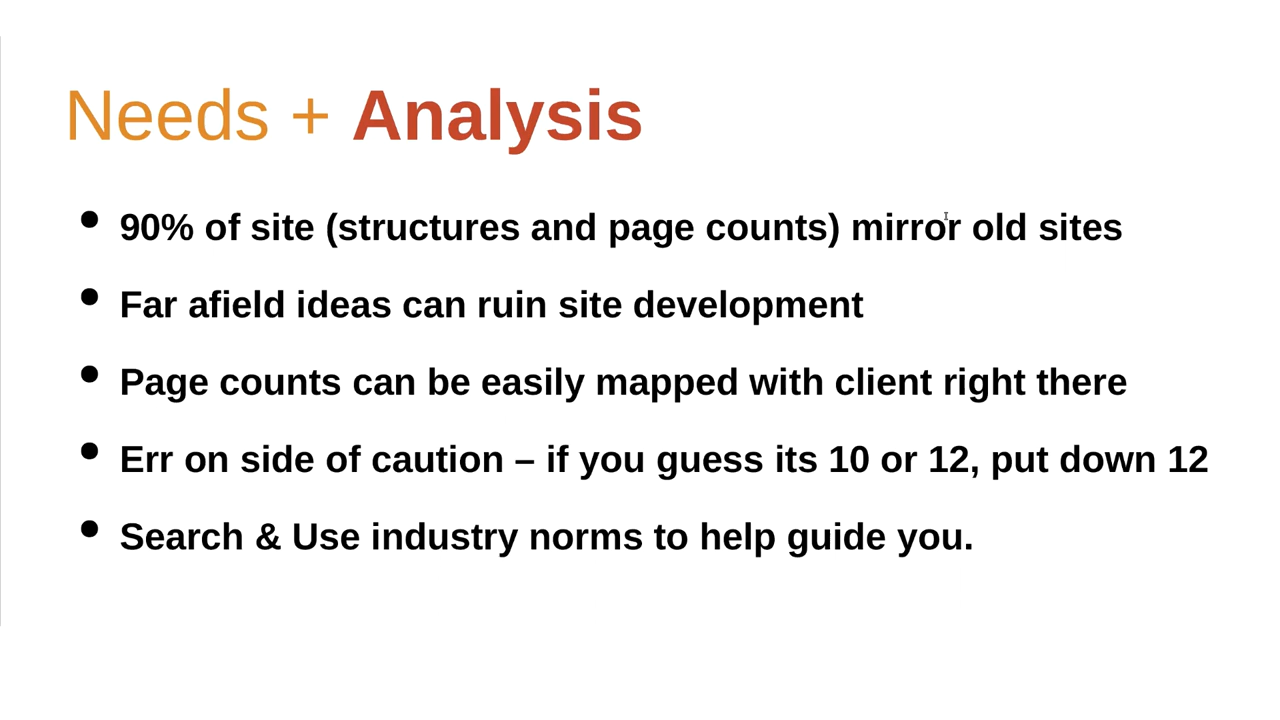 Needs + Analysis
• 90% of site (structures and page counts) mirror old sites
• Far afield ideas can ruin site development
• Page counts can be easily mapped with client right there
• Err on side of caution – if you guess its 10 or 12, put down 12
• Search & Use industry norms to help guide you.